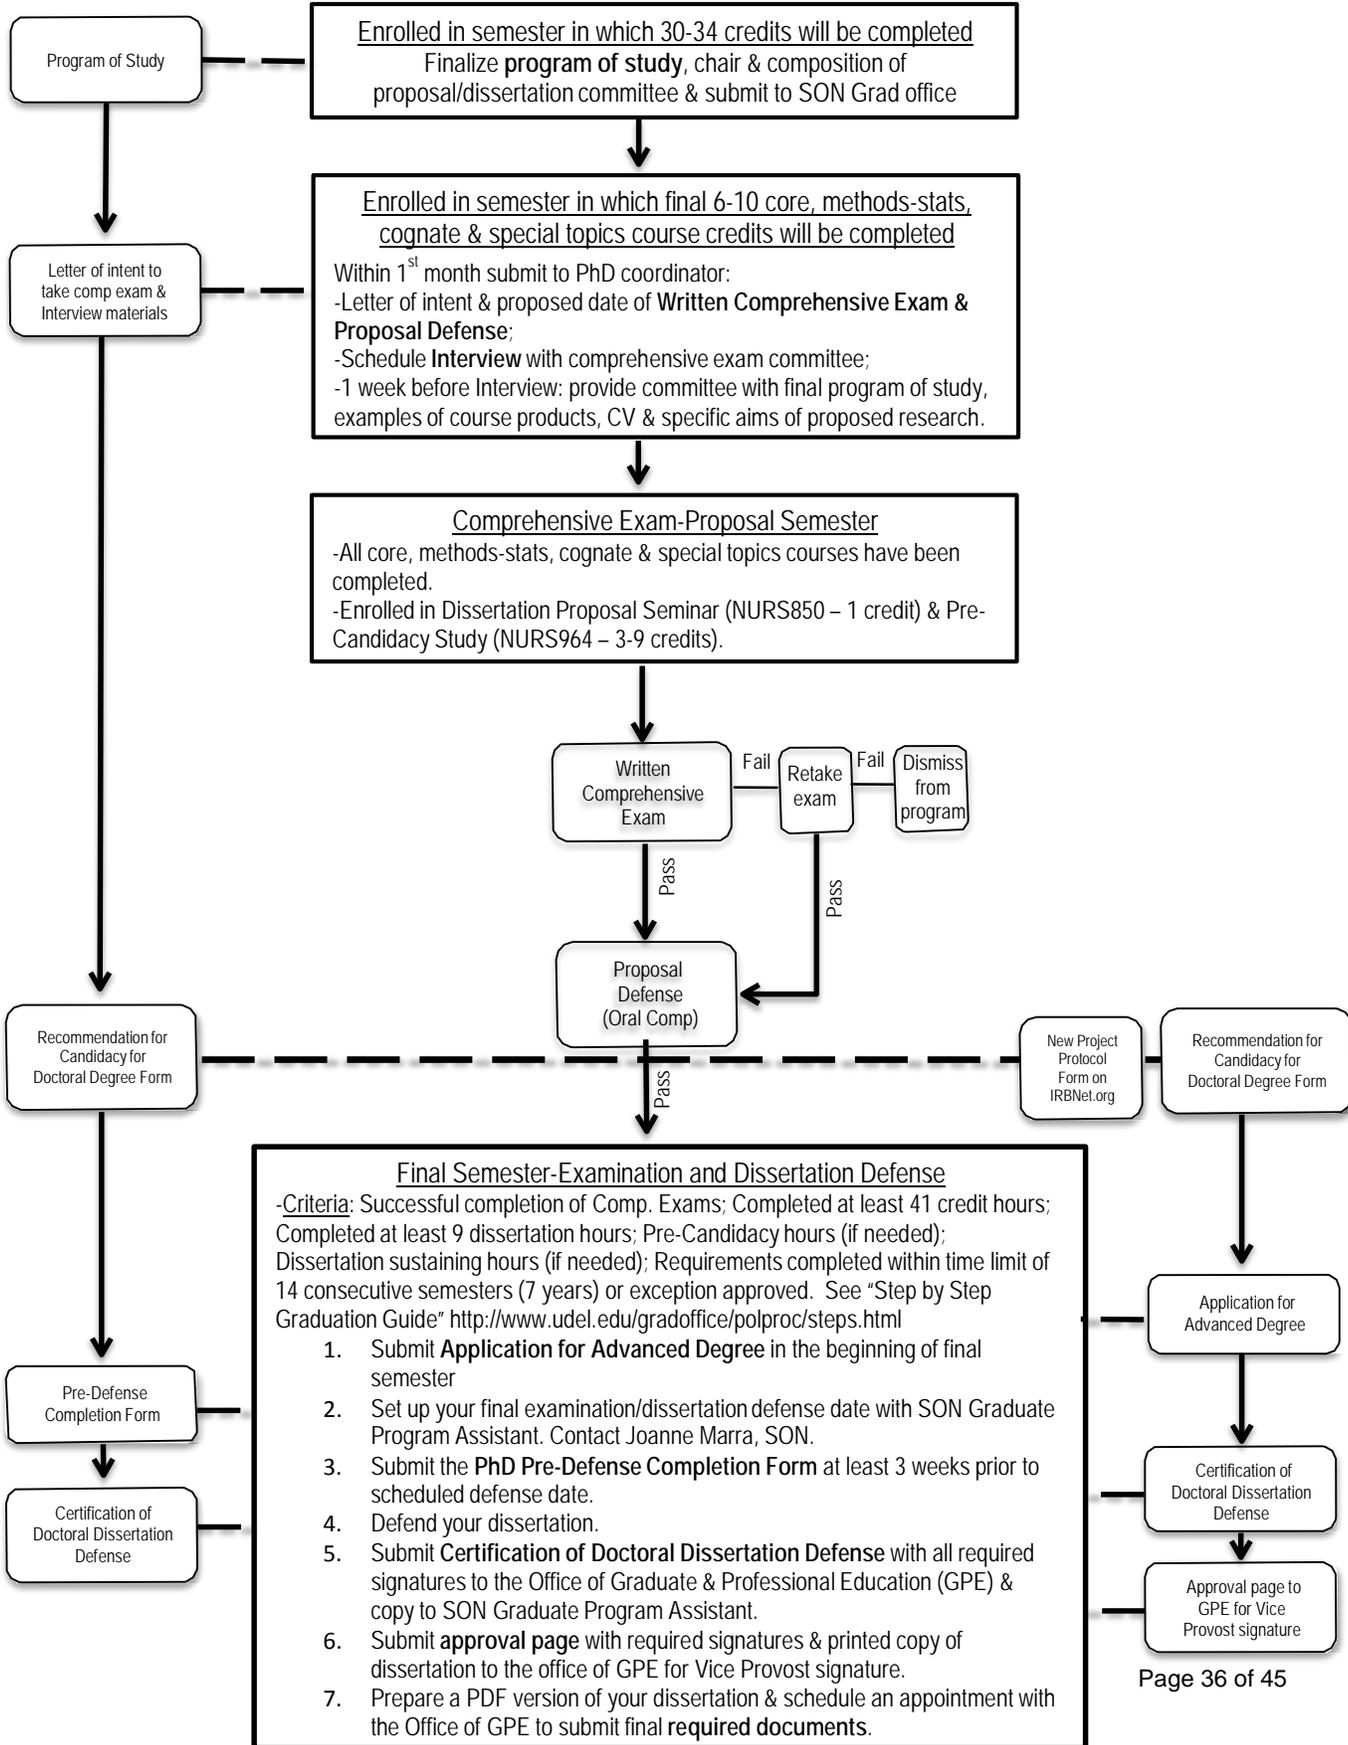 Program of Study
Enrolled in semester in which 30-34 credits will be completed
Finalize program of study, chair & composition of
proposal/dissertation committee & submit to SON Grad office
Letter of intent to
take comp exam &
Interview materials
Enrolled in semester in which final 6-10 core, methods-stats,
cognate & special topics course credits will be completed
Within 1st month submit to PhD coordinator:
-Letter of intent & proposed date of Written Comprehensive Exam &
Proposal Defense;
-Schedule Interview with comprehensive exam committee;
-1 week before Interview: provide committee with final program of study,
examples of course products, CV & specific aims of proposed research.
Comprehensive Exam-Proposal Semester
-All core, methods-stats, cognate & special topics courses have been
completed.
-Enrolled in Dissertation Proposal Seminar (NURS850 – 1 credit) & Pre-
Candidacy Study (NURS964 – 3-9 credits).
Written
Comprehensive
Exam
Fail
Retake
exam
Fail
Dismiss
from
program
Pass
Pass
Proposal
Defense
(Oral Comp)
Recommendation for
Candidacy for
Doctoral Degree Form
New Project
Protocol
Form on
IRBNet.org
Recommendation for
Candidacy for
Doctoral Degree Form
Pass
Final Semester-Examination and Dissertation Defense
-Criteria: Successful completion of Comp. Exams; Completed at least 41 credit hours;
Completed at least 9 dissertation hours; Pre-Candidacy hours (if needed);
Dissertation sustaining hours (if needed); Requirements completed within time limit of
14 consecutive semesters (7 years) or exception approved. See “Step by Step
Graduation Guide” http://www.udel.edu/gradoffice/polproc/steps.html
1. Submit Application for Advanced Degree in the beginning of final
semester
2. Set up your final examination/dissertation defense date with SON Graduate
Program Assistant. Contact Joanne Marra, SON.
3. Submit the PhD Pre-Defense Completion Form at least 3 weeks prior to
scheduled defense date.
4. Defend your dissertation.
5. Submit Certification of Doctoral Dissertation Defense with all required
signatures to the Office of Graduate & Professional Education (GPE) &
copy to SON Graduate Program Assistant.
6. Submit approval page with required signatures & printed copy of
dissertation to the office of GPE for Vice Provost signature.
7. Prepare a PDF version of your dissertation & schedule an appointment with
the Office of GPE to submit final required documents.
Pre-Defense
Completion Form
Certification of
Doctoral Dissertation
Defense
Application for
Advanced Degree
Certification of
Doctoral Dissertation
Defense
Approval page to
GPE for Vice
Provost signature
Page 36 of 45